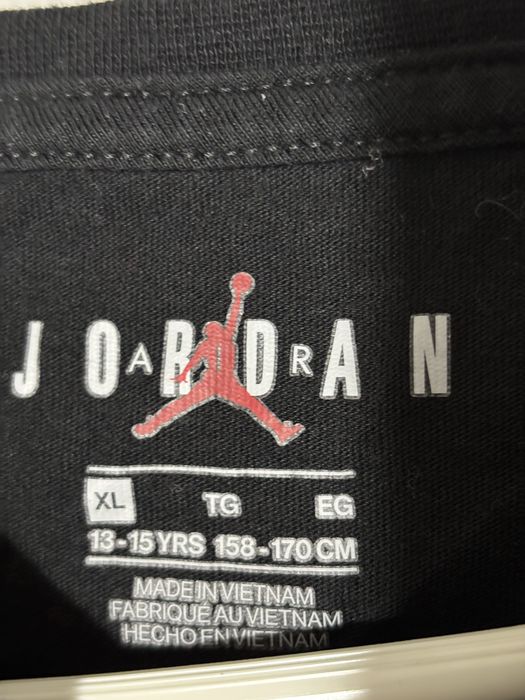 JORDAN
AIR
XL TG EG
13-15 YRS 158-170 CM
MADE IN VIETNAM
FABRIQUÉ AU VIETNAM
HECHO EN VIETNAM